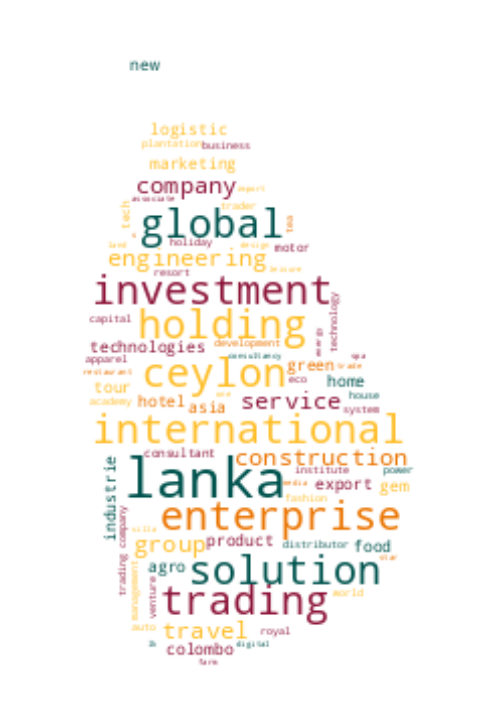 new
logistic
plantation business
marketing
company import
associate
tech trader
global tea
land holiday design motor
engineering
resort leisure
investment
capital holding technology
energy
technologies development
apparel consultancy spa
restaurant ceylon green trade
tour eco home
academy hotel asia one service house
system
international
consultant construction
lanka institute power
industrie media export gem
fashion
enterprise
trading company villa
group product distributor food
star
agro solution
management venture trading world
auto travel royal
lk digital
colombo
farm